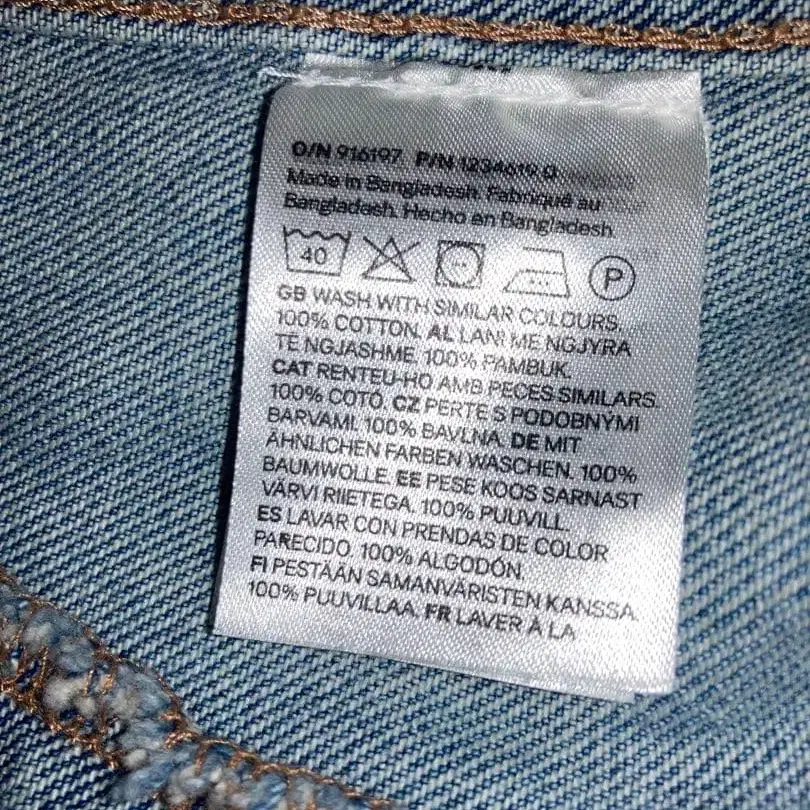 O/N 916197 P/N 1234619 0
Made in Bangladesh. Fabriqué au
Bangladesh. Hecho en Bangladesh
40 P
GB WASH WITH SIMILAR COLOURS.
100% COTTON. AL LANI ME NGJYRA
TË NGJASHME. 100% PAMBUK.
CAT RENTEU-HO AMB PECES SIMILARS.
100% COTÓ. CZ PERTE S PODOBNÝMI
BARVAMI. 100% BAVLNA. DE MIT
ÄHNLICHEN FARBEN WASCHEN. 100%
BAUMWOLLE. EE PESE KOOS SARNAST
VÄRVI RIIETEGA. 100% PUUVILL.
ES LAVAR CON PRENDAS DE COLOR
PARECIDO. 100% ALGODÓN.
FI PESTÄÄN SAMANVÄRISTEN KANSSA.
100% PUUVILLAA. FR LAVER À LA